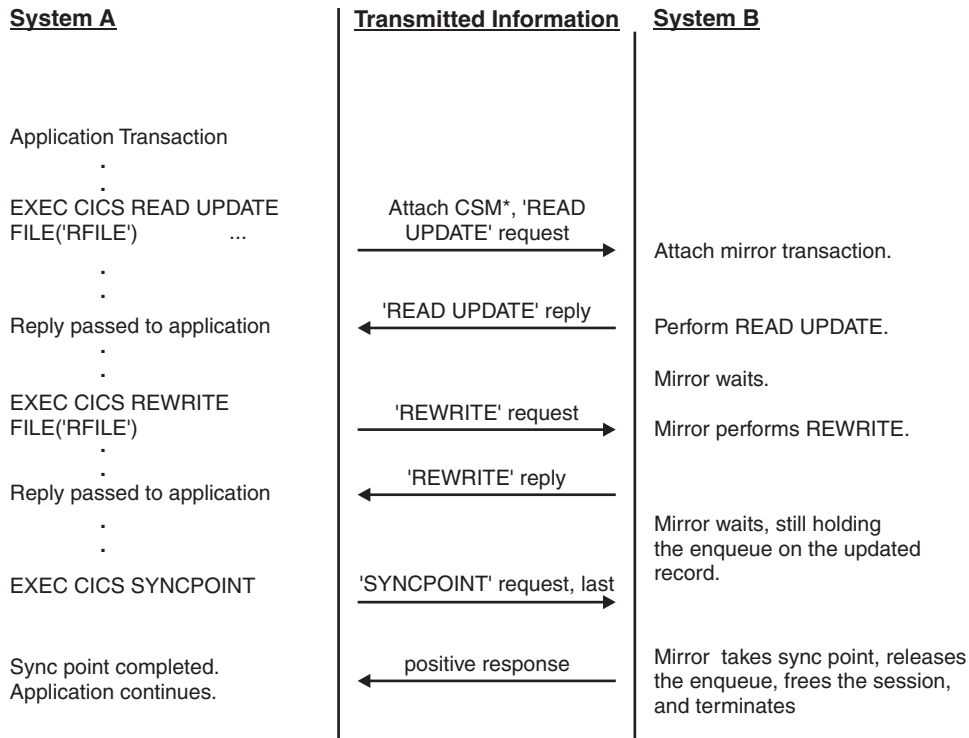 System A
Transmitted Information
System B
Application Transaction
.
.
EXEC CICS READ UPDATE
FILE('RFILE') ...
Attach CSM*, 'READ
UPDATE' request
Attach mirror transaction.
.
.
'READ UPDATE' reply
Reply passed to application
Perform READ UPDATE.
.
.
Mirror waits.
EXEC CICS REWRITE
FILE('RFILE')
'REWRITE' request
Mirror performs REWRITE.
.
.
'REWRITE' reply
Reply passed to application
.
.
Mirror waits, still holding
the enqueue on the updated
record.
EXEC CICS SYNCPOINT
'SYNCPOINT' request, last
Sync point completed.
Application continues.
positive response
Mirror takes sync point, releases
the enqueue, frees the session,
and terminates